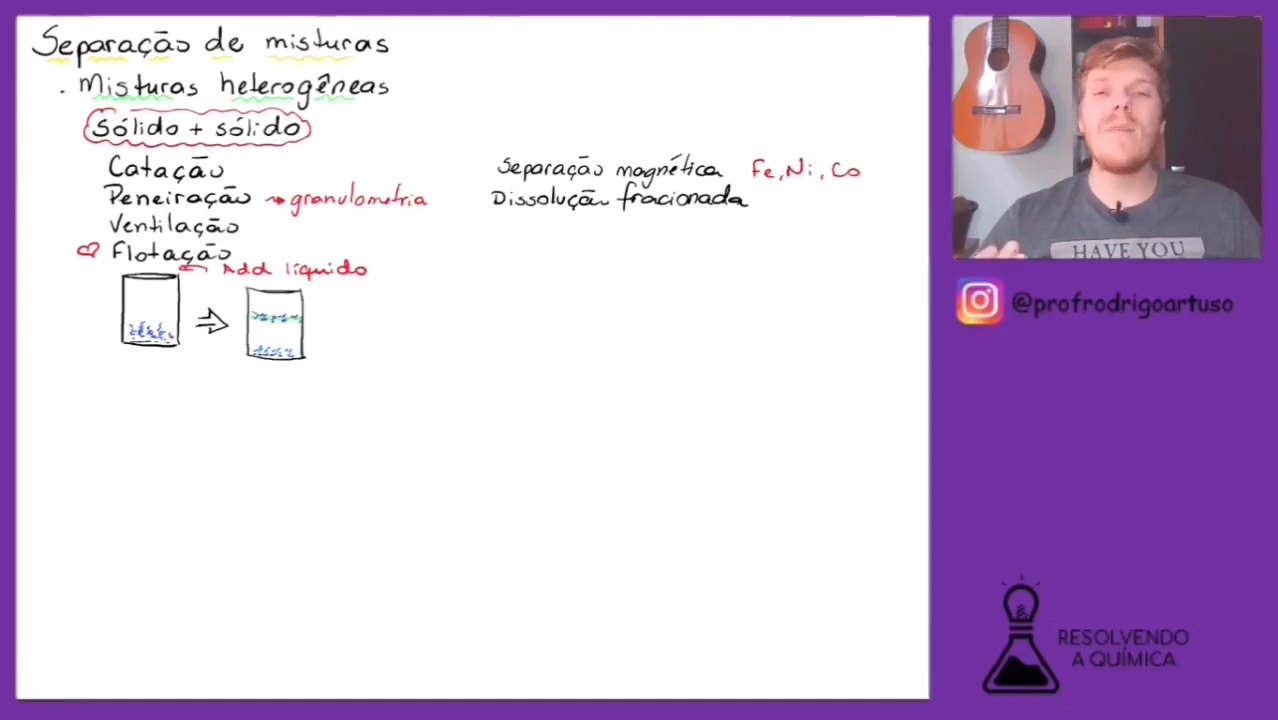 Separação de misturas
. Misturas heterogêneas
Sólido + sólido
Catação
Peneiração → granulometria
Ventilação
Flotação
Add líquido
Separação magnética Fe, Ni, Co
Dissolução fracionada
HAVE YOU
@profrodrigoartuso
RESOLVENDO
A QUÍMICA